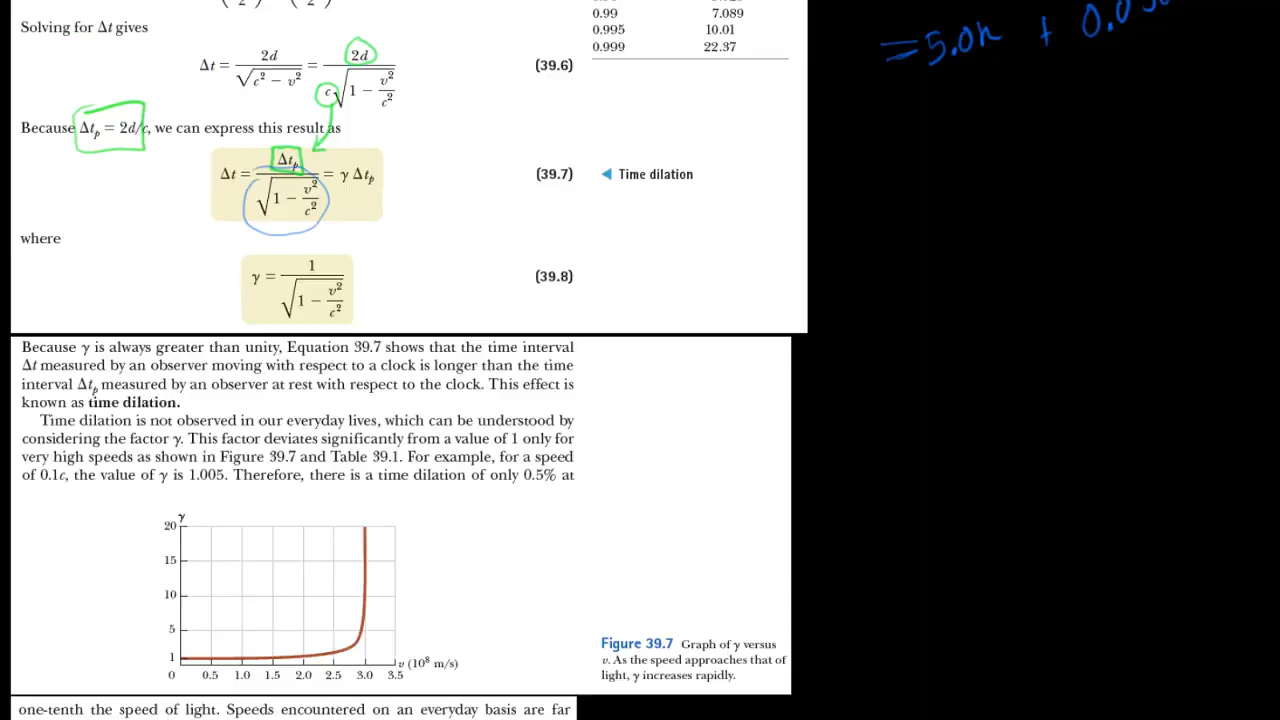 Solving for Δt gives
Δt = 2d / √(c² − v²) = 2d / (c√(1 − v²/c²)) (39.6)
Because Δtₚ = 2d/c, we can express this result as
Δt = Δtₚ / √(1 − v²/c²) = γ Δtₚ (39.7)
where
γ = 1 / √(1 − v²/c²) (39.8)
0.99 7.089
0.995 10.01
0.999 22.37
◀ Time dilation
= 5.0h +
Because γ is always greater than unity, Equation 39.7 shows that the time interval
Δt measured by an observer moving with respect to a clock is longer than the time
interval Δtₚ measured by an observer at rest with respect to the clock. This effect is
known as time dilation.
Time dilation is not observed in our everyday lives, which can be understood by
considering the factor γ. This factor deviates significantly from a value of 1 only for
very high speeds as shown in Figure 39.7 and Table 39.1. For example, for a speed
of 0.1c, the value of γ is 1.005. Therefore, there is a time dilation of only 0.5% at
γ
20
15
10
5
1
0 0.5 1.0 1.5 2.0 2.5 3.0 3.5
v (10⁸ m/s)
Figure 39.7 Graph of γ versus
v. As the speed approaches that of
light, γ increases rapidly.
one-tenth the speed of light. Speeds encountered on an everyday basis are far